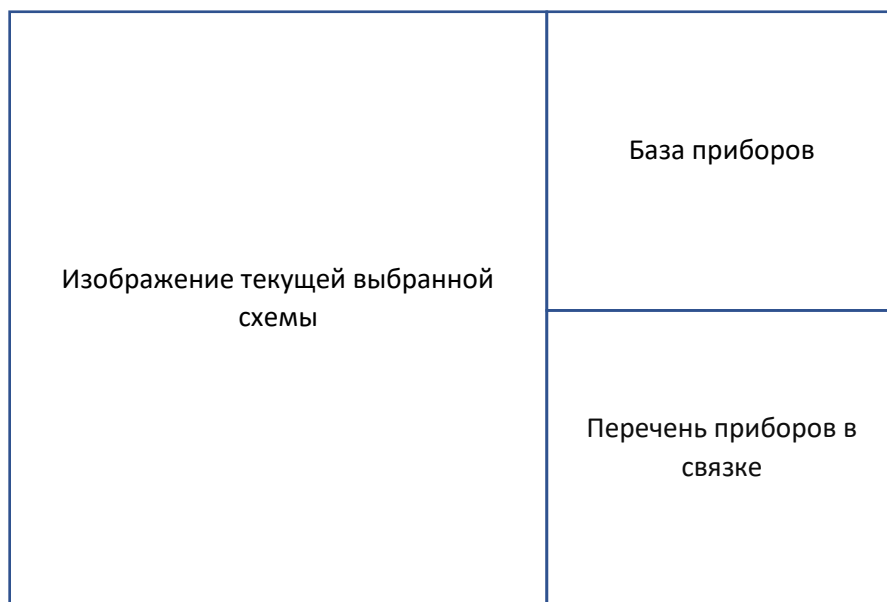 База приборов
Изображение текущей выбранной
схемы
Перечень приборов в
связке